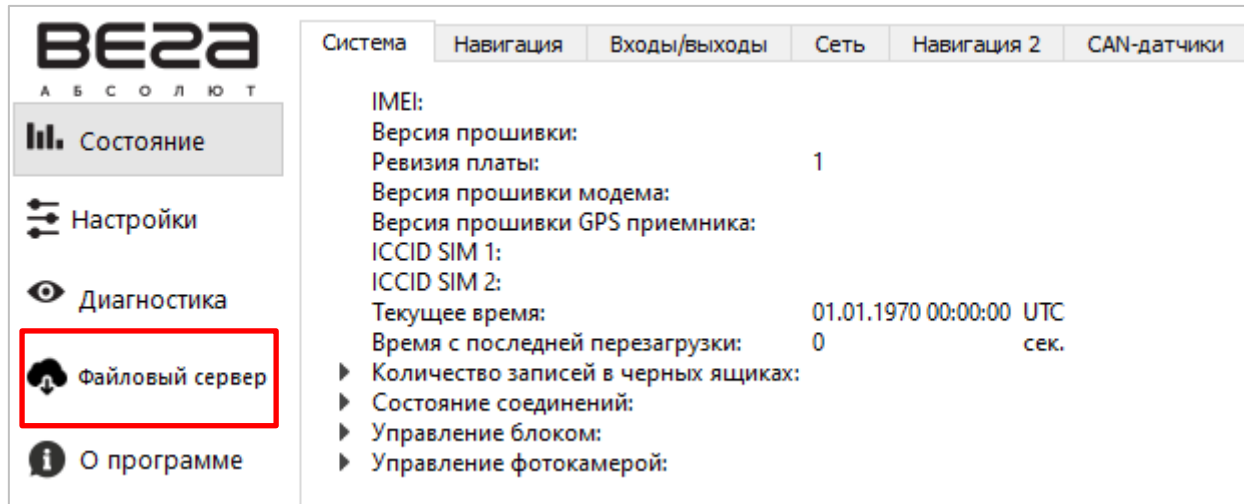 ВЕГА
АБСОЛЮТ
Состояние
Настройки
Диагностика
Файловый сервер
О программе
Система Навигация Входы/выходы Сеть Навигация 2 CAN-датчики
IMEI:
Версия прошивки:
Ревизия платы: 1
Версия прошивки модема:
Версия прошивки GPS приемника:
ICCID SIM 1:
ICCID SIM 2:
Текущее время: 01.01.1970 00:00:00 UTC
Время с последней перезагрузки: 0 сек.
Количество записей в черных ящиках:
Состояние соединений:
Управление блоком:
Управление фотокамерой: